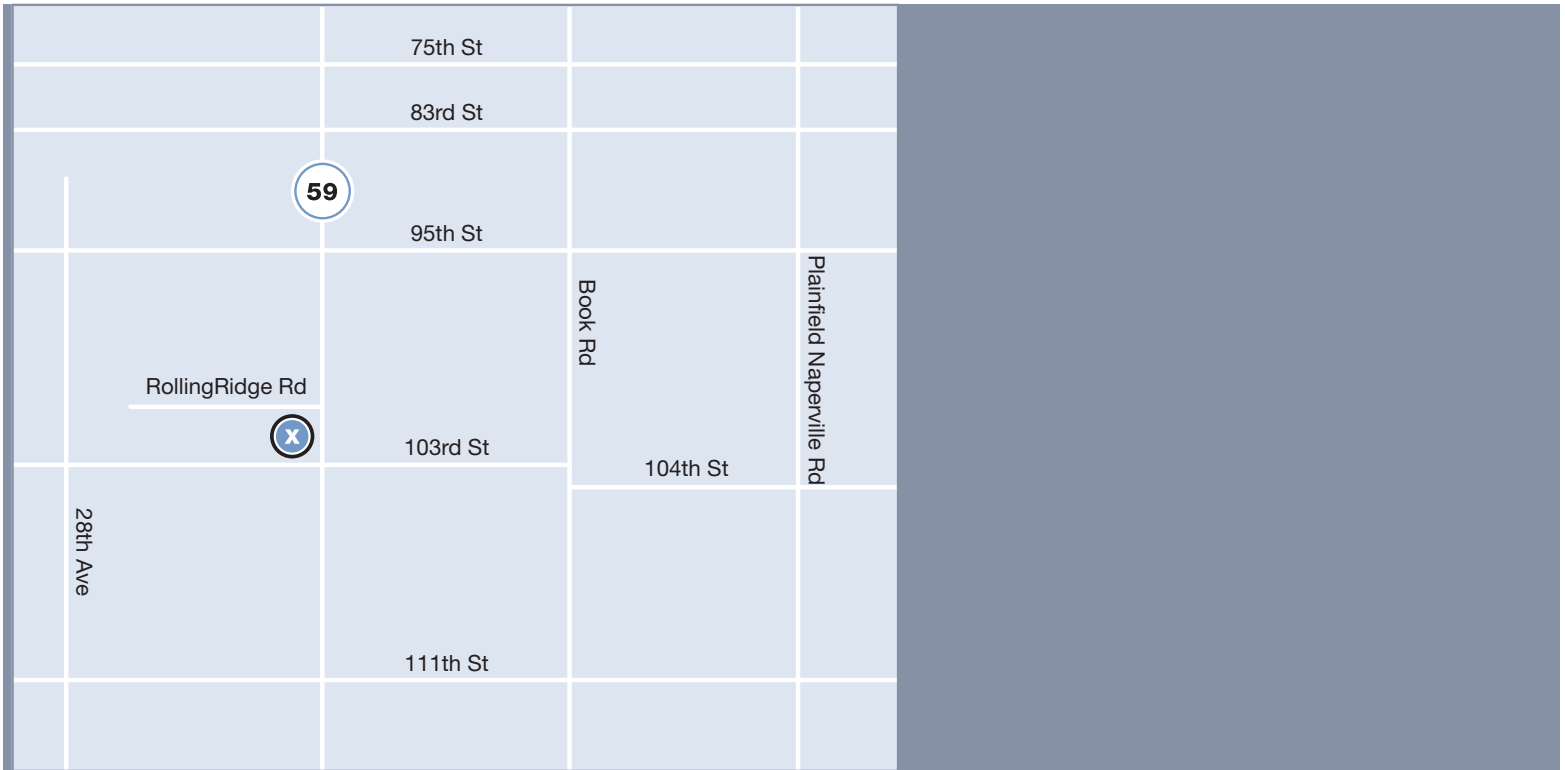 75th St
83rd St
59
95th St
Plainfield Naperville Rd
Book Rd
RollingRidge Rd
X
103rd St
104th St
28th Ave
111th St